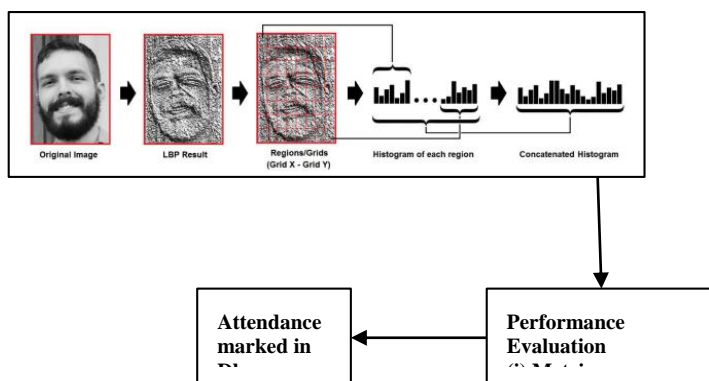 Original Image
LBP Result
Regions/Grids
(Grid X - Grid Y)
Histogram of each region
Concatenated Histogram
Attendance
marked in
Performance
Evaluation